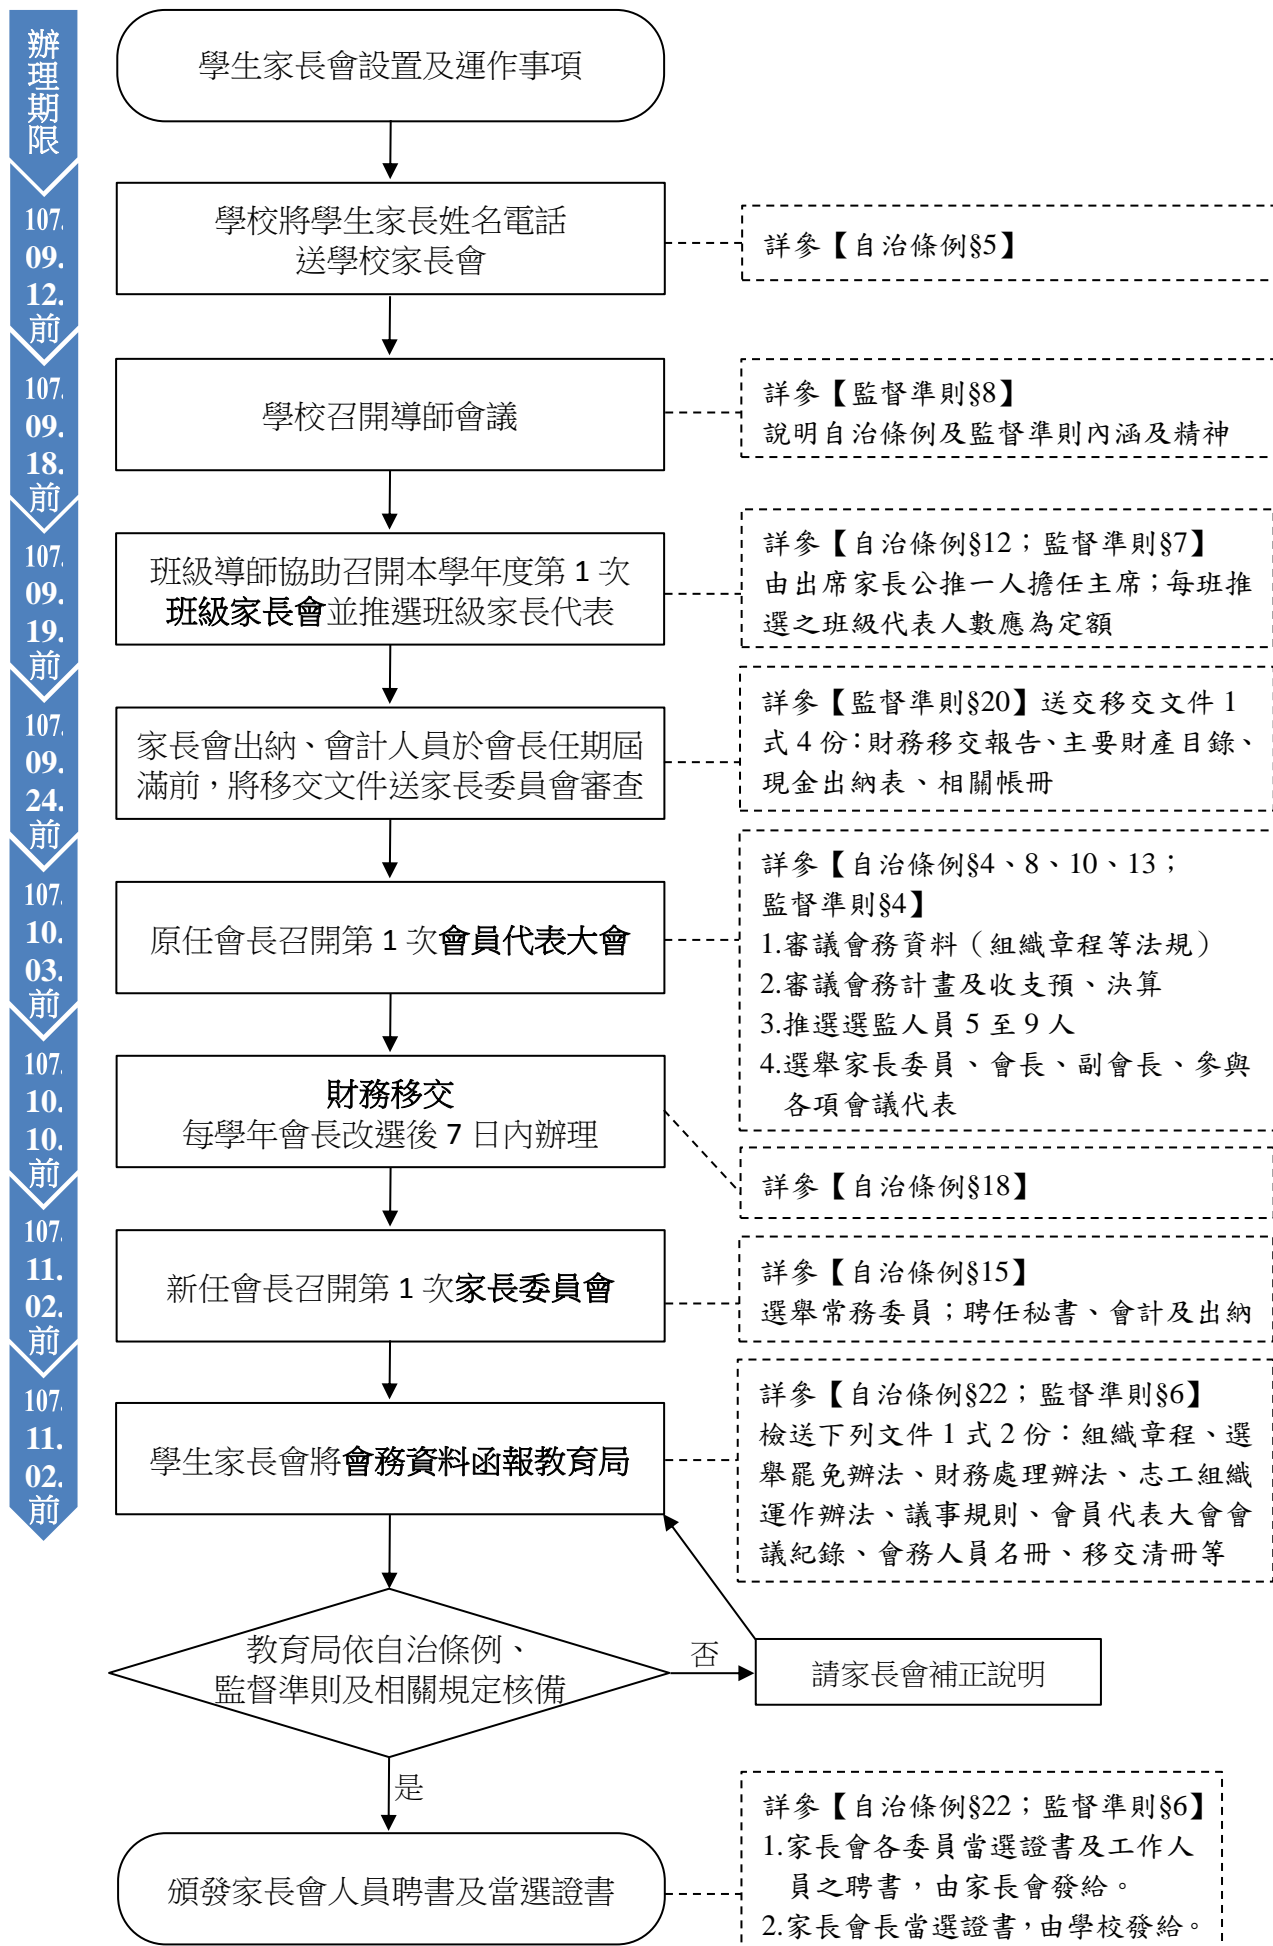 辦理期限
學生家長會設置及運作事項
107.
09.
12.
前
學校將學生家長姓名電話
送學校家長會
詳參【自治條例§5】
107.
09.
18.
前
學校召開導師會議
詳參【監督準則§8】
說明自治條例及監督準則內涵及精神
107.
09.
19.
前
班級導師協助召開本學年度第 1 次
班級家長會並推選班級家長代表
詳參【自治條例§12；監督準則§7】
由出席家長公推一人擔任主席；每班推
選之班級代表人數應為定額
107.
09.
24.
前
家長會出納、會計人員於會長任期屆
滿前，將移交文件送家長委員會審查
詳參【監督準則§20】送交移交文件 1
式 4 份：財務移交報告、主要財產目錄、
現金出納表、相關帳冊
107.
10.
03.
前
原任會長召開第 1 次會員代表大會
詳參【自治條例§4、8、10、13；
監督準則§4】
1.審議會務資料（組織章程等法規）
2.審議會務計畫及收支預、決算
3.推選選監人員 5 至 9 人
4.選舉家長委員、會長、副會長、參與
各項會議代表
107.
10.
10.
前
財務移交
每學年會長改選後 7 日內辦理
詳參【自治條例§18】
107.
11.
02.
前
新任會長召開第 1 次家長委員會
詳參【自治條例§15】
選舉常務委員；聘任秘書、會計及出納
107.
11.
02.
前
學生家長會將會務資料函報教育局
詳參【自治條例§22；監督準則§6】
檢送下列文件 1 式 2 份：組織章程、選
舉罷免辦法、財務處理辦法、志工組織
運作辦法、議事規則、會員代表大會會
議紀錄、會務人員名冊、移交清冊等
教育局依自治條例、
監督準則及相關規定核備
否
請家長會補正說明
是
頒發家長會人員聘書及當選證書
詳參【自治條例§22；監督準則§6】
1.家長會各委員當選證書及工作人
員之聘書，由家長會發給。
2.家長會長當選證書，由學校發給。